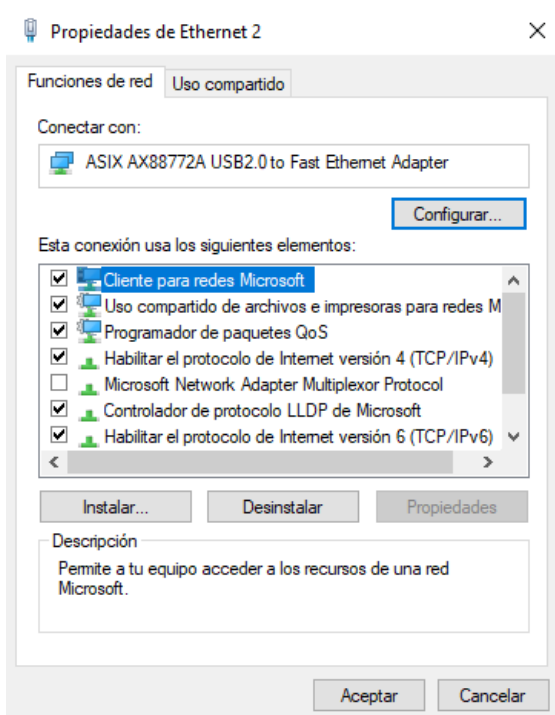 Propiedades de Ethernet 2
Funciones de red
Uso compartido
Conectar con:
ASIX AX88772A USB2.0 to Fast Ethernet Adapter
Configurar...
Esta conexión usa los siguientes elementos:
Cliente para redes Microsoft
Uso compartido de archivos e impresoras para redes M
Programador de paquetes QoS
Habilitar el protocolo de Internet versión 4 (TCP/IPv4)
Microsoft Network Adapter Multiplexor Protocol
Controlador de protocolo LLDP de Microsoft
Habilitar el protocolo de Internet versión 6 (TCP/IPv6)
Instalar...
Desinstalar
Propiedades
Descripción
Permite a tu equipo acceder a los recursos de una red
Microsoft.
Aceptar
Cancelar